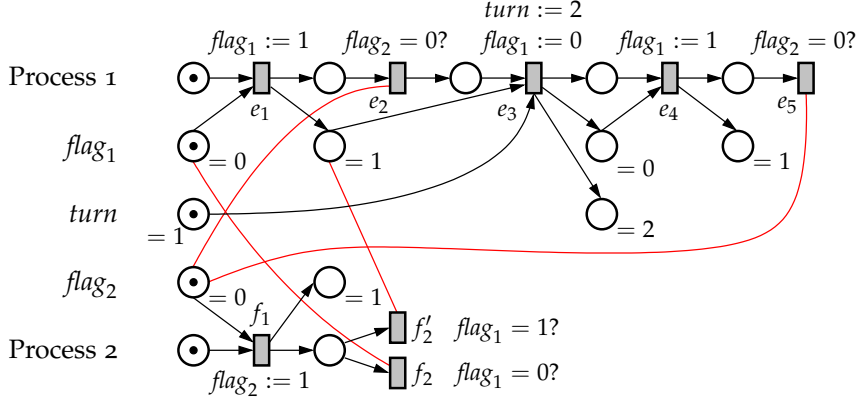 turn := 2
flag₁ := 1 flag₂ = 0? flag₁ := 0 flag₁ := 1 flag₂ = 0?
Process 1
e₁ e₂ e₃ e₄ e₅
flag₁
= 0 = 1 = 0 = 1
turn
= 1 = 2
flag₂
= 0 = 1
f₁
f₂′ flag₁ = 1?
Process 2
f₂ flag₁ = 0?
flag₂ := 1